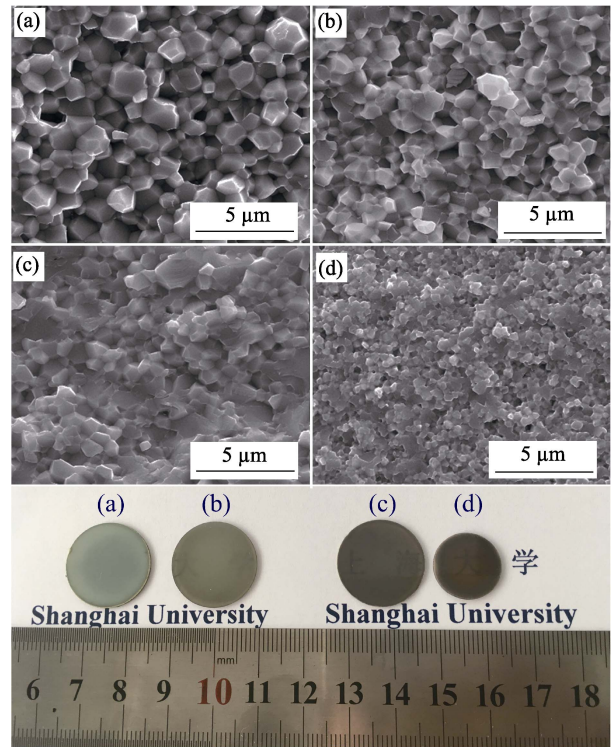 (a)
(b)
5 µm
5 µm
(c)
(d)
5 µm
5 µm
(a) (b) (c) (d)
大学
Shanghai University Shanghai University
mm
6 7 8 9 10 11 12 13 14 15 16 17 18